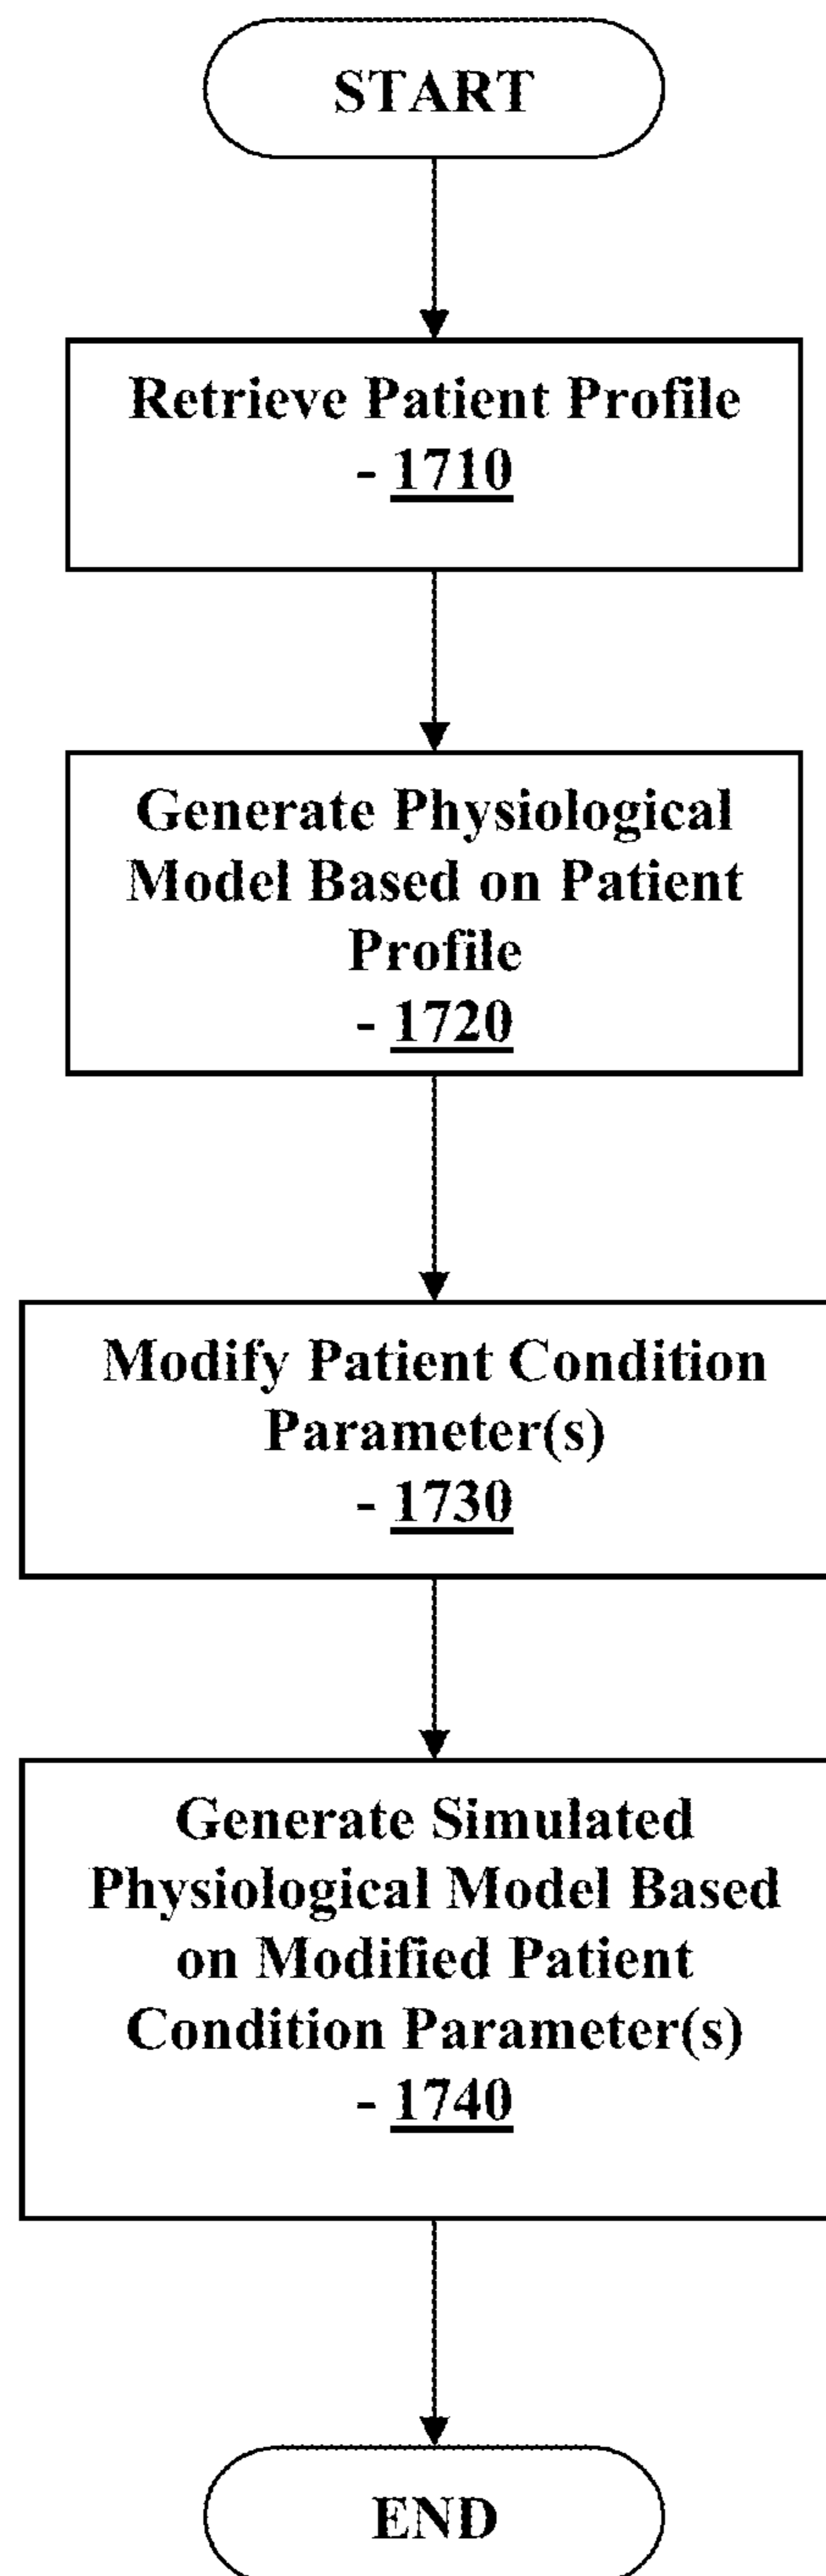 START
Retrieve Patient Profile
- 1710
Generate Physiological
Model Based on Patient
Profile
- 1720
Modify Patient Condition
Parameter(s)
- 1730
Generate Simulated
Physiological Model Based
on Modified Patient
Condition Parameter(s)
- 1740
END